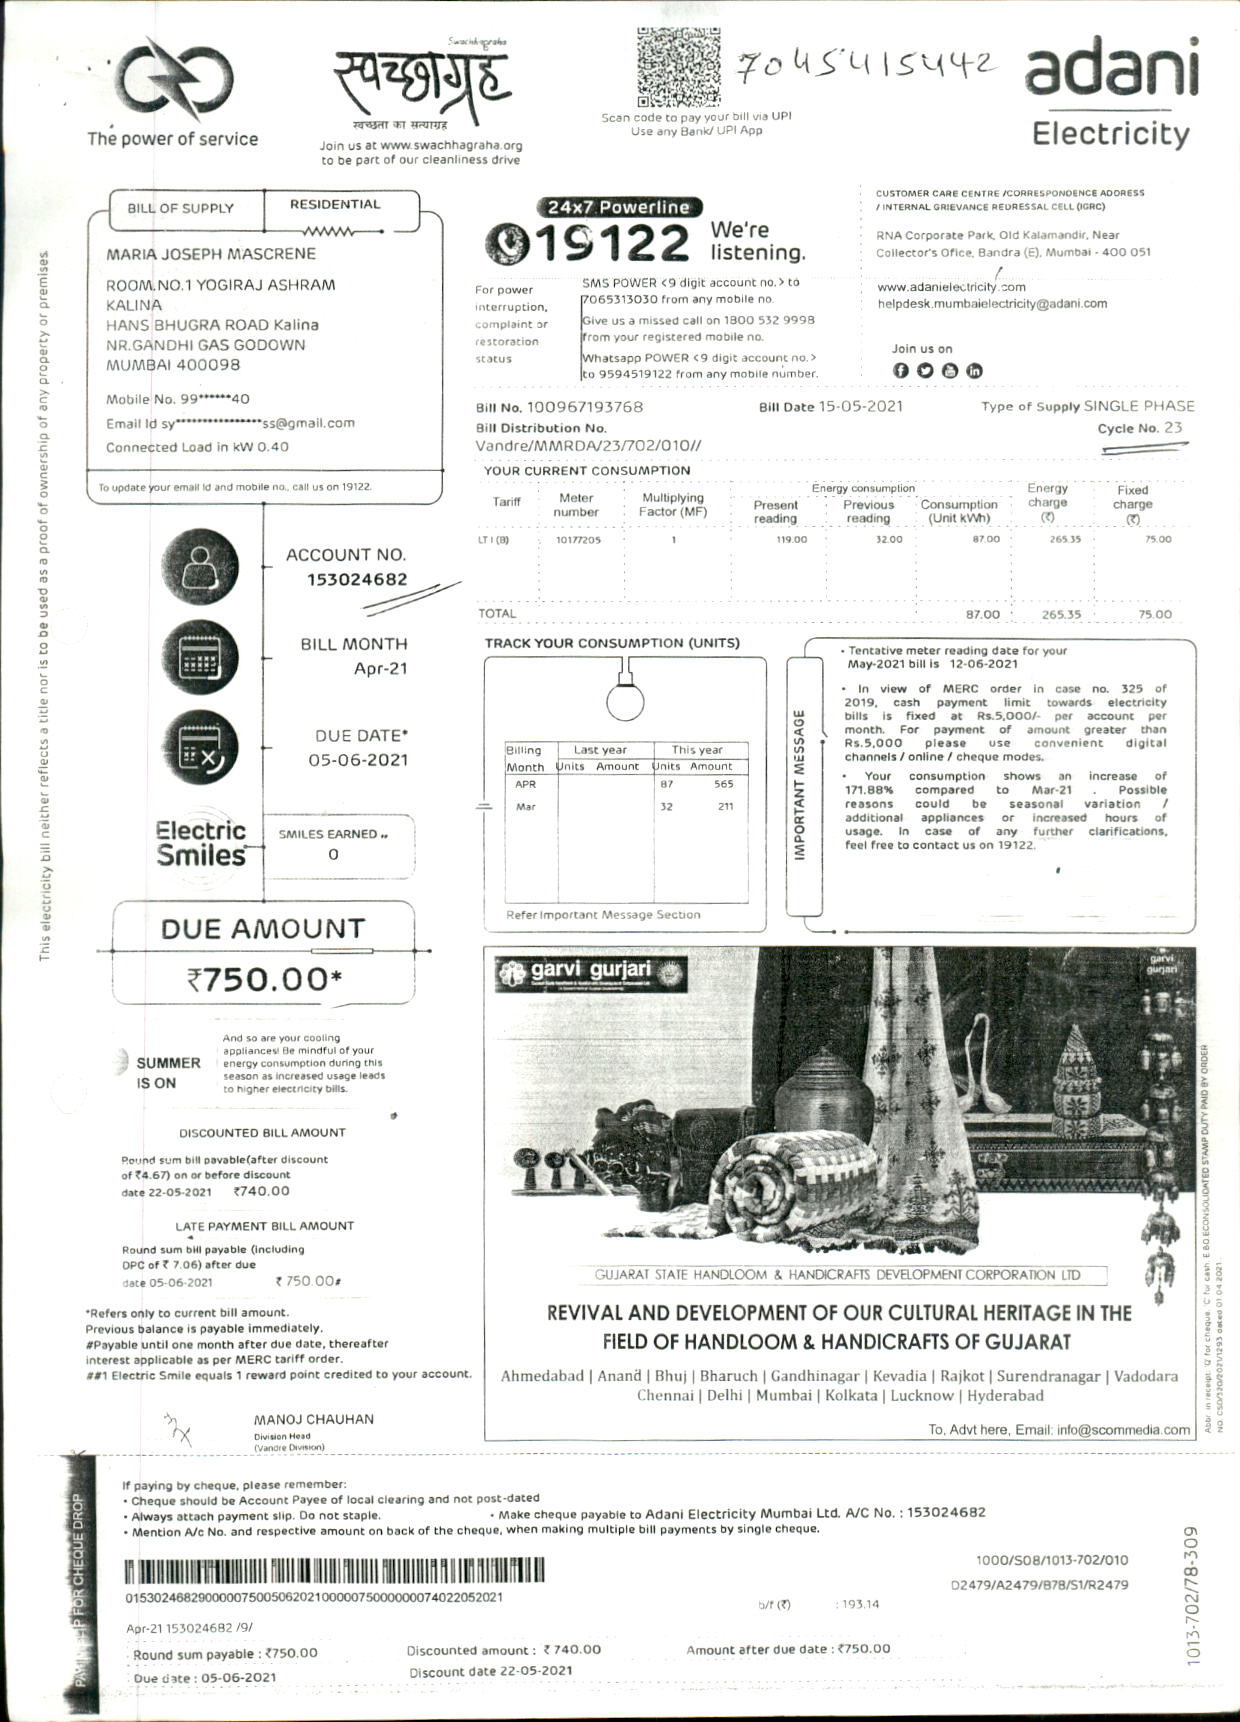 The power of service
Swachhagraha
स्वच्छाग्रह
स्वच्छता का सत्याग्रह
Join us at www.swachhagraha.org
to be part of our cleanliness drive
Scan code to pay your bill via UPI
Use any Bank/ UPI App
7045415442
adani
Electricity
BILL OF SUPPLY
RESIDENTIAL
MARIA JOSEPH MASCRENE
ROOM.NO.1 YOGIRAJ ASHRAM
KALINA
HANS BHUGRA ROAD Kalina
NR.GANDHI GAS GODOWN
MUMBAI 400098
Mobile No. 99******40
Email Id sy*****************ss@gmail.com
Connected Load in kW 0.40
To update your email Id and mobile no., call us on 19122.
24x7 Powerline
19122 We're listening.
For power interruption, complaint or restoration status
SMS POWER <9 digit account no.> to
7065313030 from any mobile no.
Give us a missed call on 1800 532 9998
from your registered mobile no.
Whatsapp POWER <9 digit account no.>
to 9594519122 from any mobile number.
CUSTOMER CARE CENTRE /CORRESPONDENCE ADDRESS
/ INTERNAL GRIEVANCE REDRESSAL CELL (IGRC)
RNA Corporate Park, Old Kalamandir, Near
Collector's Ofice, Bandra (E), Mumbai - 400 051
www.adanielectricity.com
helpdesk.mumbaielectricity@adani.com
Join us on
Bill No. 100967193768 Bill Date 15-05-2021 Type of Supply SINGLE PHASE
Bill Distribution No. Cycle No. 23
Vandre/MMRDA/23/702/010//
YOUR CURRENT CONSUMPTION
Tariff Meter number Multiplying Factor (MF) Energy consumption Present reading Previous reading Consumption (Unit kWh) Energy charge (₹) Fixed charge (₹)
LT I (B) 10177205 1 119.00 32.00 87.00 265.35 75.00
TOTAL 87.00 265.35 75.00
ACCOUNT NO.
153024682
BILL MONTH
Apr-21
DUE DATE*
05-06-2021
Electric
Smiles
SMILES EARNED
0
DUE AMOUNT
₹750.00*
TRACK YOUR CONSUMPTION (UNITS)
Billing Last year This year
Month Units Amount Units Amount
APR 87 565
Mar 32 211
Refer Important Message Section
IMPORTANT MESSAGE
• Tentative meter reading date for your
May-2021 bill is 12-06-2021
• In view of MERC order in case no. 325 of
2019, cash payment limit towards electricity
bills is fixed at Rs.5,000/- per account per
month. For payment of amount greater than
Rs.5,000 please use convenient digital
channels / online / cheque modes.
• Your consumption shows an increase of
171.88% compared to Mar-21 . Possible
reasons could be seasonal variation /
additional appliances or increased hours of
usage. In case of any further clarifications,
feel free to contact us on 19122.
SUMMER
IS ON
And so are your cooling
appliances! Be mindful of your
energy consumption during this
season as increased usage leads
to higher electricity bills.
DISCOUNTED BILL AMOUNT
Round sum bill payable(after discount
of ₹4.67) on or before discount
date 22-05-2021 ₹740.00
LATE PAYMENT BILL AMOUNT
Round sum bill payable (including
DPC of ₹ 7.06) after due
date 05-06-2021 ₹ 750.00#
*Refers only to current bill amount.
Previous balance is payable immediately.
#Payable until one month after due date, thereafter
interest applicable as per MERC tariff order.
##1 Electric Smile equals 1 reward point credited to your account.
MANOJ CHAUHAN
Division Head
(Vandre Division)
garvi gurjari
garvi
gurjari
GUJARAT STATE HANDLOOM & HANDICRAFTS DEVELOPMENT CORPORATION LTD
REVIVAL AND DEVELOPMENT OF OUR CULTURAL HERITAGE IN THE
FIELD OF HANDLOOM & HANDICRAFTS OF GUJARAT
Ahmedabad | Anand | Bhuj | Bharuch | Gandhinagar | Kevadia | Rajkot | Surendranagar | Vadodara
Chennai | Delhi | Mumbai | Kolkata | Lucknow | Hyderabad
To, Advt here, Email: info@scommedia.com
This electricity bill neither reflects a title nor is to be used as a proof of ownership of any property or premises.
Abbr. in receipt: 'Q' for cheque, 'C' for cash. E.&O.E.CONSOLIDATED STAMP DUTY PAID BY ORDER
dated 01.04.2021.
FOR CHEQUE DROP
If paying by cheque, please remember:
• Cheque should be Account Payee of local clearing and not post-dated
• Always attach payment slip. Do not staple. • Make cheque payable to Adani Electricity Mumbai Ltd. A/C No. : 153024682
• Mention A/c No. and respective amount on back of the cheque, when making multiple bill payments by single cheque.
1000/S08/1013-702/010
D2479/A2479/B78/S1/R2479
b/f (₹) : 193.14
Apr-21 153024682 /9/
Round sum payable : ₹750.00 Discounted amount : ₹ 740.00 Amount after due date : ₹750.00
Due date : 05-06-2021 Discount date 22-05-2021
1013-702/78-309